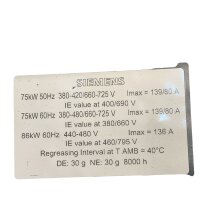 SIEMENS
75kW 50Hz 380-420/660-725 V Imax = 139/80 A
IE value at 400/690 V
75kW 60Hz 380-480/660-725 V Imax = 139/80 A
IE value at 380/660 V
86kW 60Hz 440-480 V Imax = 136 A
IE value at 460/795 V
Regreasing Interval at T AMB = 40°C
DE: 30 g NE: 30 g 8000 h